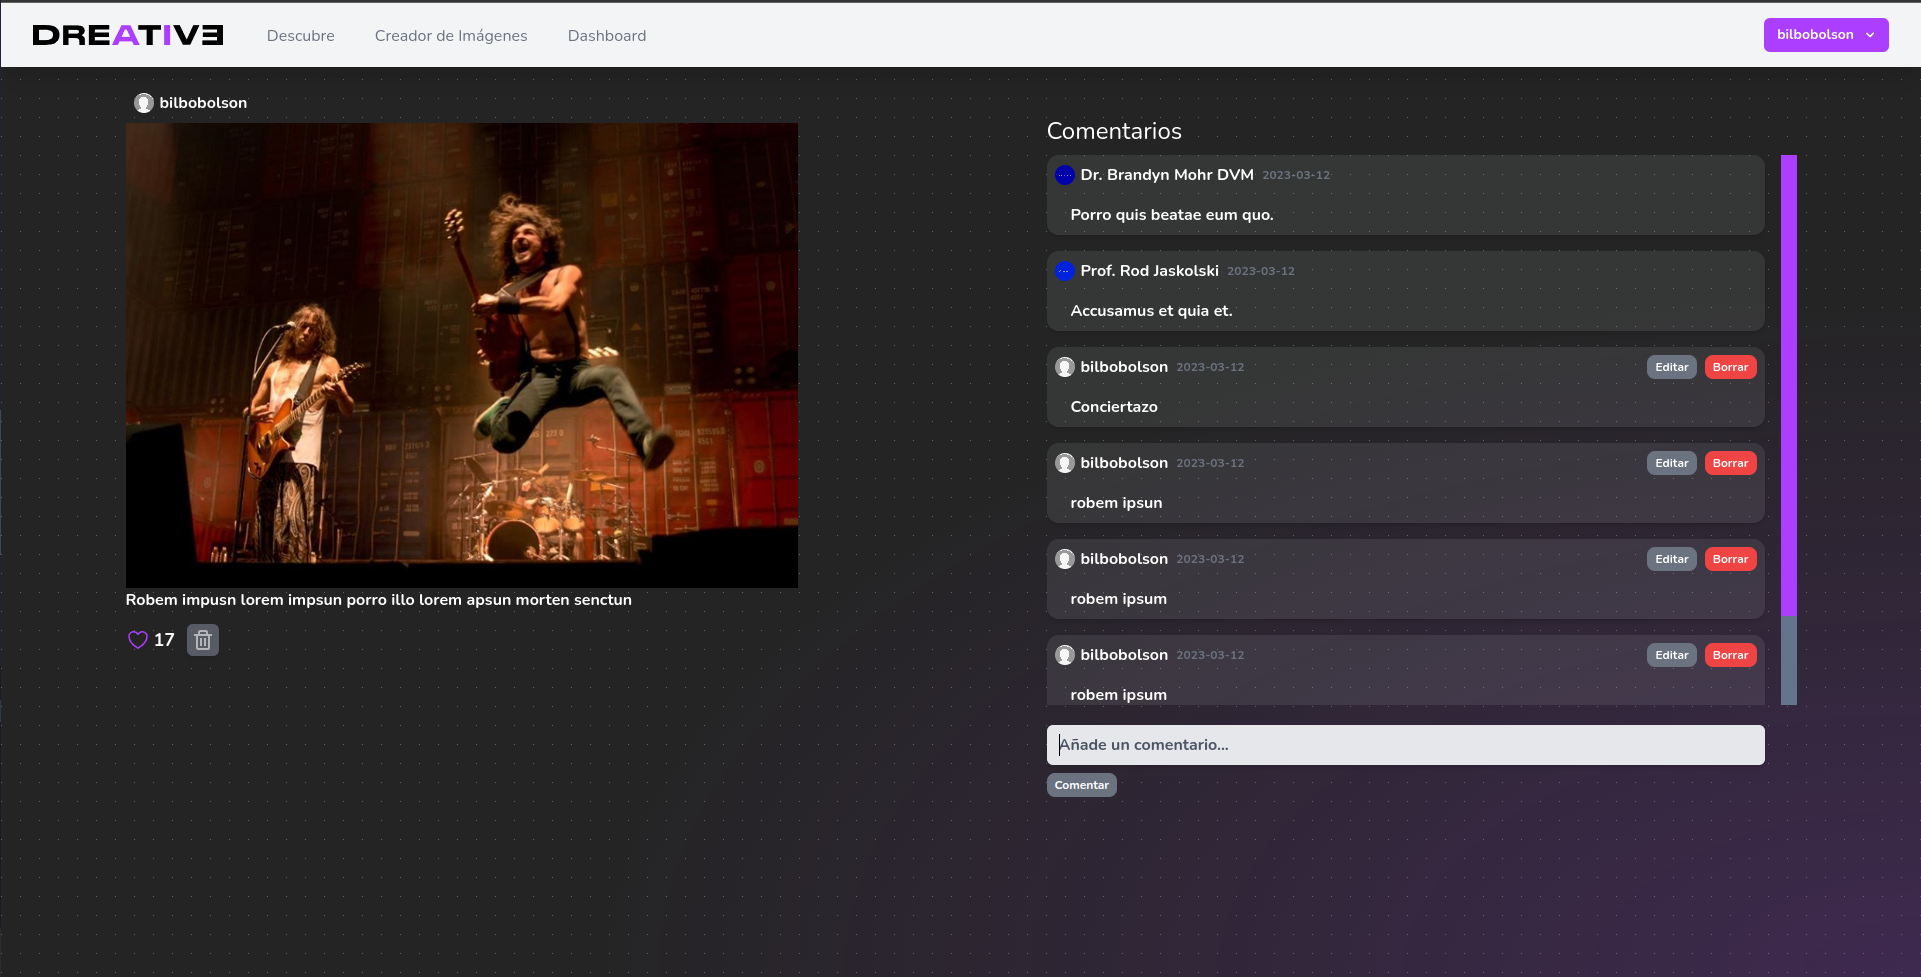 DREATIVE
Descubre
Creador de Imágenes
Dashboard
bilbobolson
bilbobolson
Robem impusn lorem impsun porro illo lorem apsun morten senctun
17
Comentarios
Dr. Brandyn Mohr DVM 2023-03-12
Porro quis beatae eum quo.
Prof. Rod Jaskolski 2023-03-12
Accusamus et quia et.
bilbobolson 2023-03-12 Editar Borrar
Conciertazo
bilbobolson 2023-03-12 Editar Borrar
robem ipsun
bilbobolson 2023-03-12 Editar Borrar
robem ipsum
bilbobolson 2023-03-12 Editar Borrar
robem ipsum
Añade un comentario...
Comentar